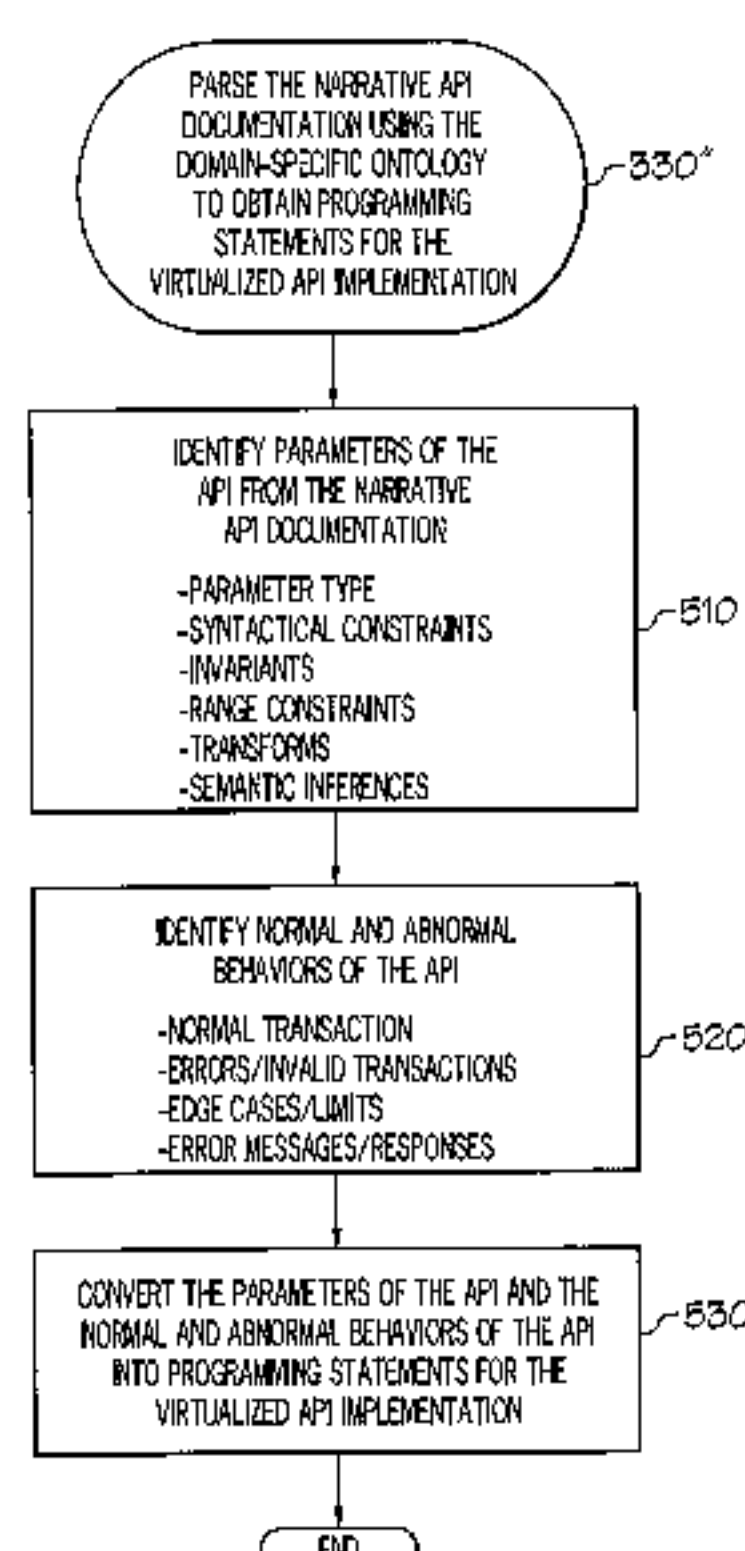 PARSE THE NARRATIVE API
DOCUMENTATION USING THE
DOMAIN-SPECIFIC ONTOLOGY
TO OBTAIN PROGRAMMING
STATEMENTS FOR THE
VIRTUALIZED API IMPLEMENTATION
330"
IDENTIFY PARAMETERS OF THE
API FROM THE NARRATIVE
API DOCUMENTATION
-PARAMETER TYPE
-SYNTACTICAL CONSTRAINTS
-INVARIANTS
-RANGE CONSTRAINTS
-TRANSFORMS
-SEMANTIC INFERENCES
510
IDENTIFY NORMAL AND ABNORMAL
BEHAVIORS OF THE API
-NORMAL TRANSACTION
-ERRORS/INVALID TRANSACTIONS
-EDGE CASES/LIMITS
-ERROR MESSAGES/RESPONSES
520
CONVERT THE PARAMETERS OF THE API AND THE
NORMAL AND ABNORMAL BEHAVIORS OF THE API
INTO PROGRAMMING STATEMENTS FOR THE
VIRTUALIZED API IMPLEMENTATION
530
END